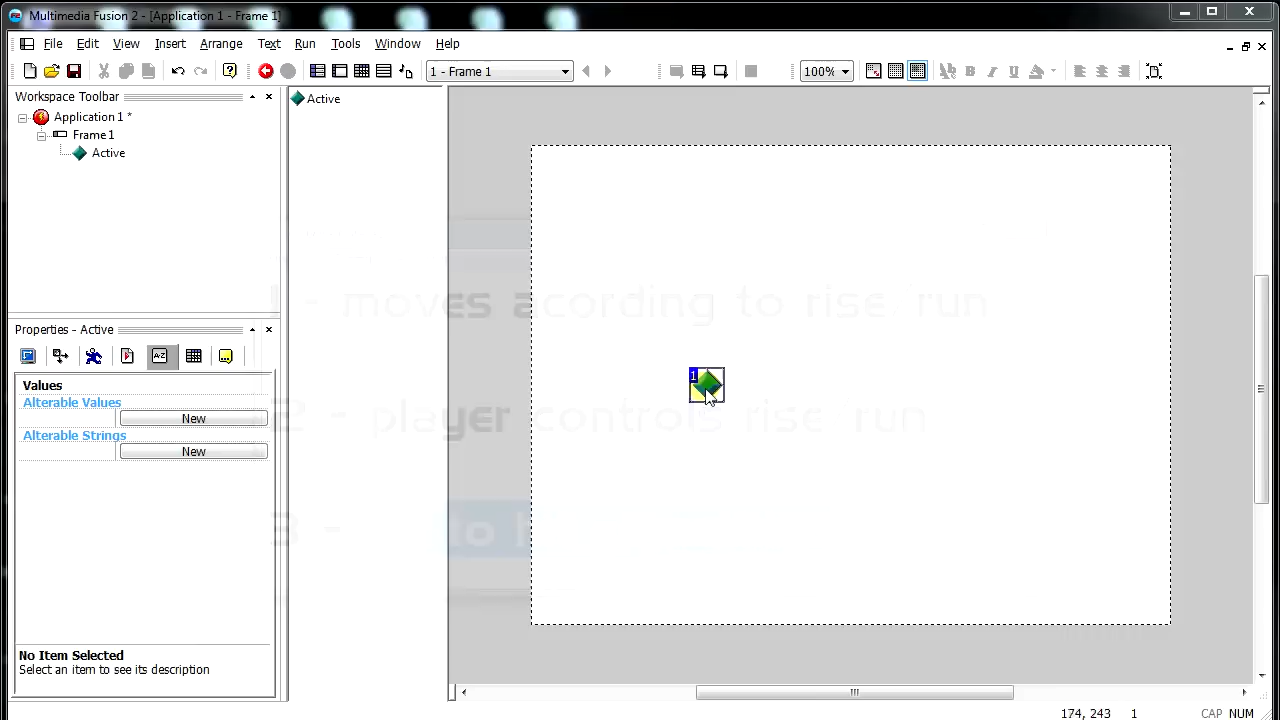 Multimedia Fusion 2 - [Application 1 - Frame 1]
File Edit View Insert Arrange Text Run Tools Window Help
1 - Frame 1
100%
Workspace Toolbar
Active
Application 1 *
Frame 1
Active
1 - moves acording to rise run
Properties - Active
1
Values
Alterable Values
New
2 - player controls rise run
Alterable Strings
New
3 - to
No Item Selected
Select an item to see its description
174, 243 1 CAP NUM